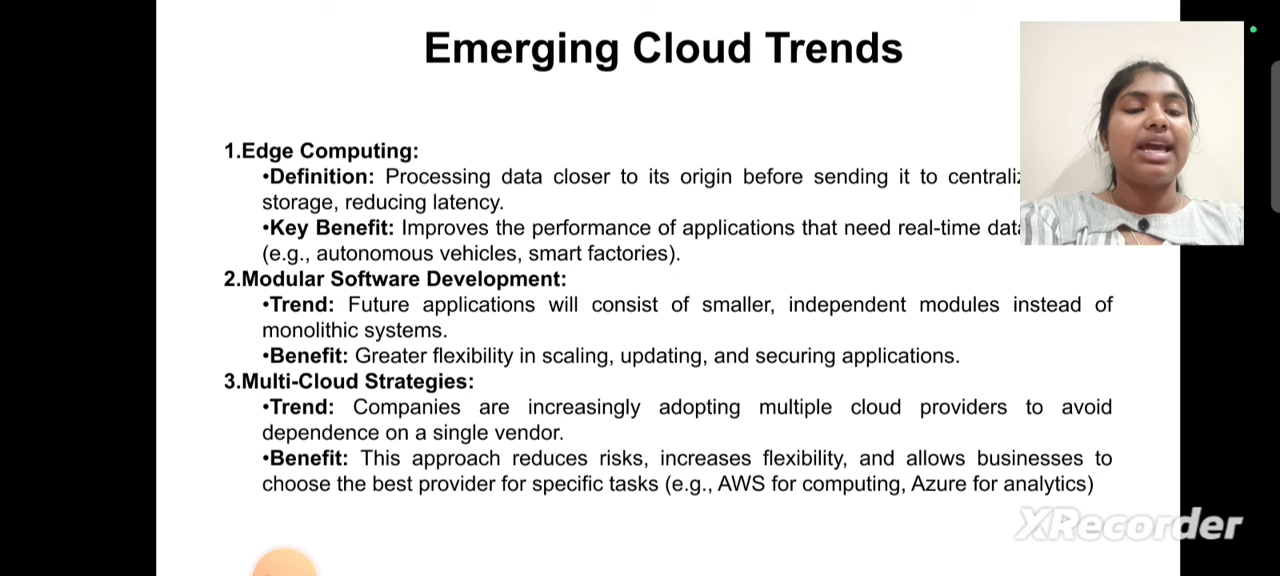 Emerging Cloud Trends
1.Edge Computing:
•Definition: Processing data closer to its origin before sending it to
storage, reducing latency.
•Key Benefit: Improves the performance of applications that need real-time
(e.g., autonomous vehicles, smart factories).
2.Modular Software Development:
•Trend: Future applications will consist of smaller, independent modules instead of
monolithic systems.
•Benefit: Greater flexibility in scaling, updating, and securing applications.
3.Multi-Cloud Strategies:
•Trend: Companies are increasingly adopting multiple cloud providers to avoid
dependence on a single vendor.
•Benefit: This approach reduces risks, increases flexibility, and allows businesses to
choose the best provider for specific tasks (e.g., AWS for computing, Azure for analytics)
XRecorder